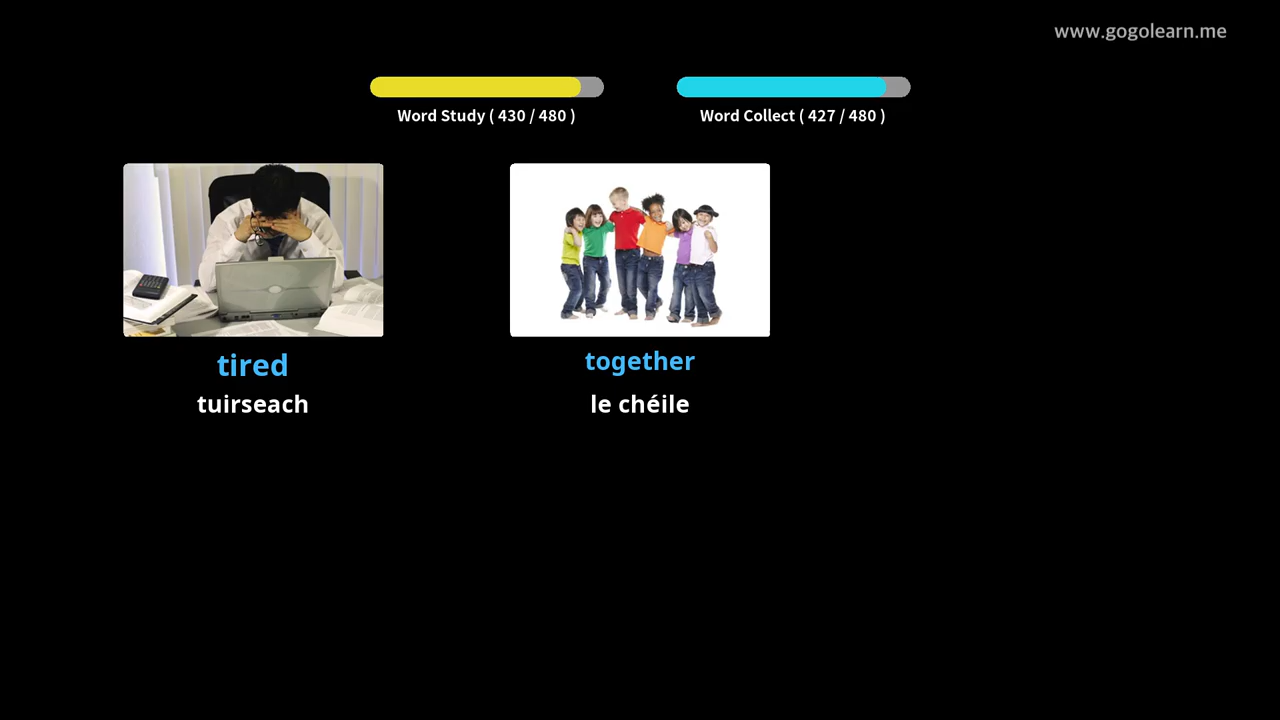 www.gogolearn.me
Word Study ( 430 / 480 )
Word Collect ( 427 / 480 )
tired
tuirseach
together
le chéile